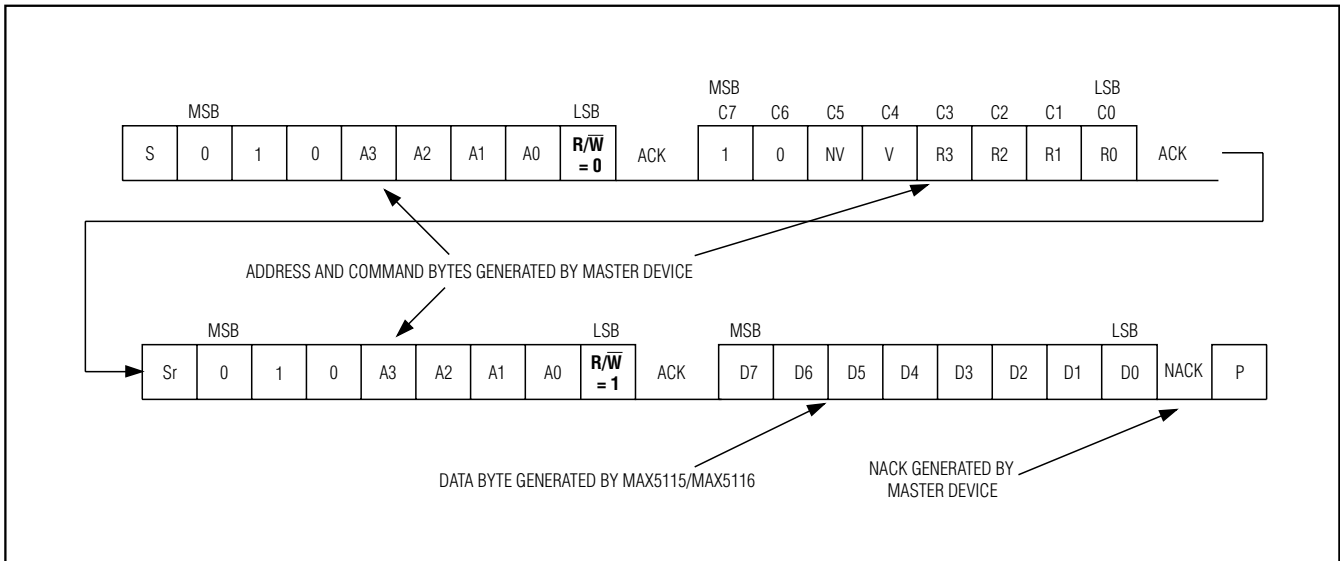 MSB LSB
MSB LSB
C7 C6 C5 C4 C3 C2 C1 C0
S 0 1 0 A3 A2 A1 A0 R/W̅ = 0 ACK 1 0 NV V R3 R2 R1 R0 ACK
ADDRESS AND COMMAND BYTES GENERATED BY MASTER DEVICE
MSB LSB MSB LSB
Sr 0 1 0 A3 A2 A1 A0 R/W̅ = 1 ACK D7 D6 D5 D4 D3 D2 D1 D0 NACK P
DATA BYTE GENERATED BY MAX5115/MAX5116
NACK GENERATED BY
MASTER DEVICE